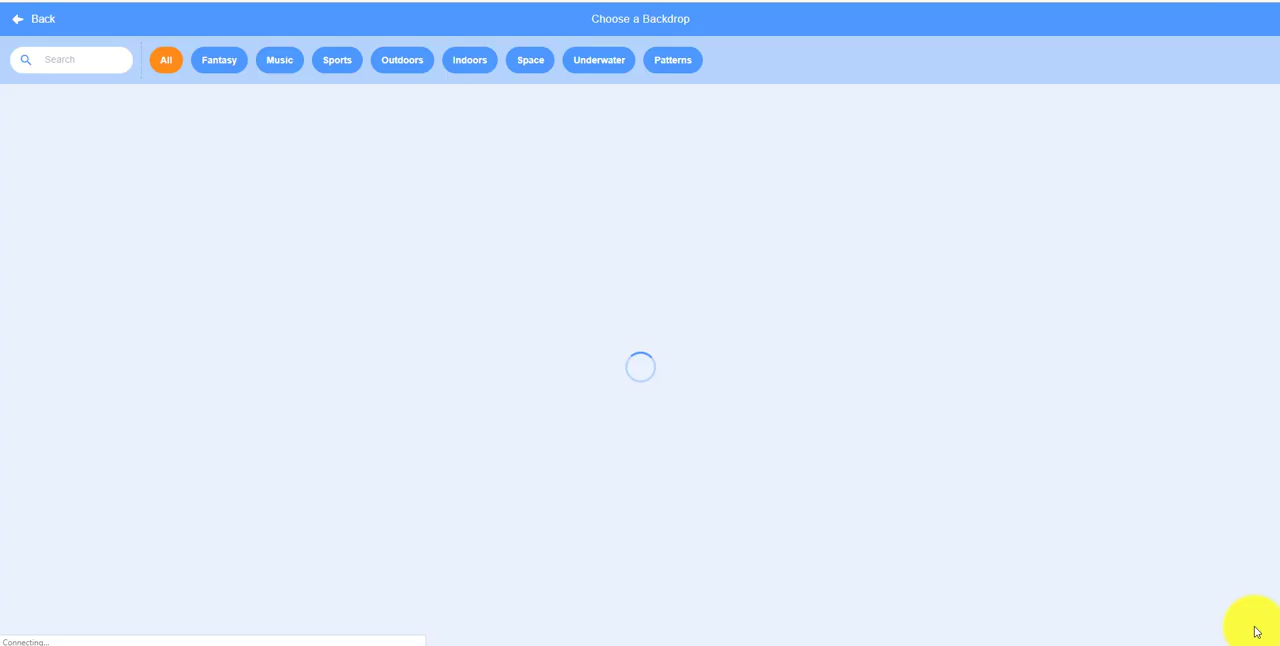 Back
Choose a Backdrop
Search
All
Fantasy
Music
Sports
Outdoors
Indoors
Space
Underwater
Patterns
Connecting...